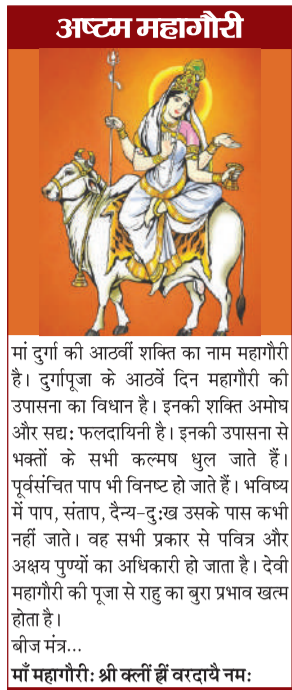 अष्टम महागौरी
मां दुर्गा की आठवीं शक्ति का नाम महागौरी
है। दुर्गापूजा के आठवें दिन महागौरी की
उपासना का विधान है। इनकी शक्ति अमोघ
और सद्य: फलदायिनी है। इनकी उपासना से
भक्तों के सभी कल्मष धुल जाते हैं।
पूर्वसंचित पाप भी विनष्ट हो जाते हैं। भविष्य
में पाप, संताप, दैन्य-दु:ख उसके पास कभी
नहीं जाते। वह सभी प्रकार से पवित्र और
अक्षय पुण्यों का अधिकारी हो जाता है। देवी
महागौरी की पूजा से राहु का बुरा प्रभाव खत्म
होता है।
बीज मंत्र...
माँ महागौरी: श्री क्लीं ह्रीं वरदायै नम: